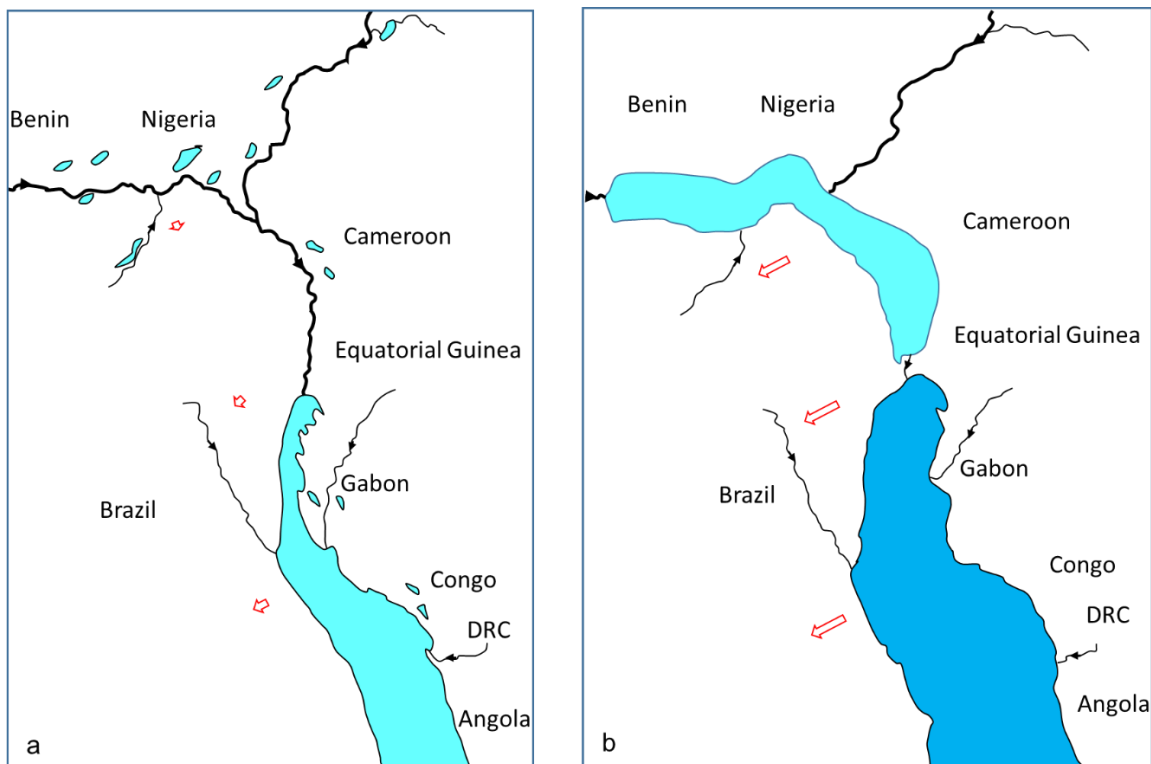 Benin
Nigeria
Cameroon
Equatorial Guinea
Gabon
Brazil
Congo
DRC
Angola
a
Benin
Nigeria
Cameroon
Equatorial Guinea
Gabon
Brazil
Congo
DRC
Angola
b